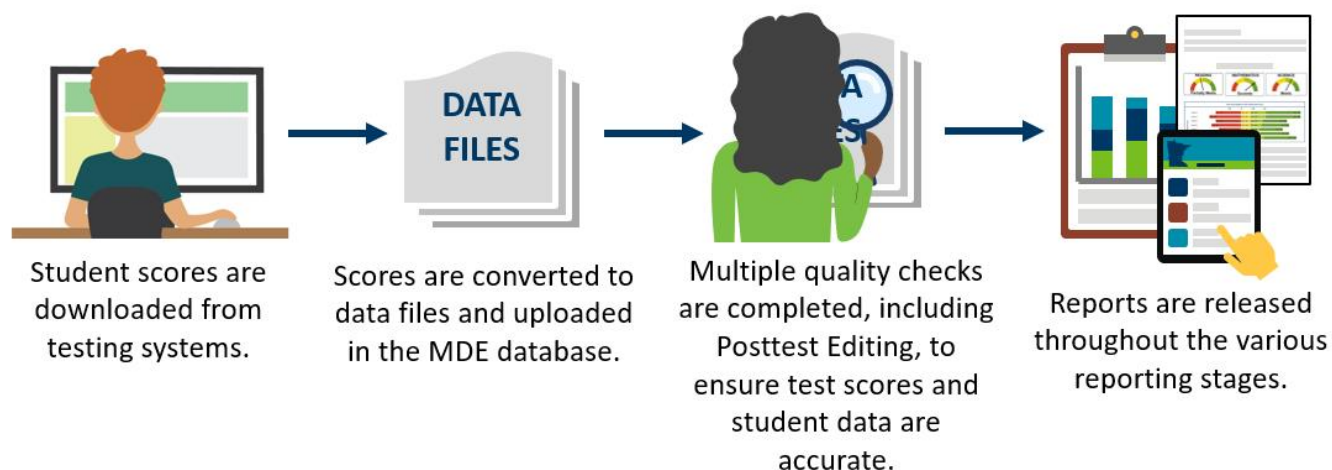 DATA
FILES
A
ES
Student scores are
downloaded from
testing systems.
Scores are converted to
data files and uploaded
in the MDE database.
Multiple quality checks
are completed, including
Posttest Editing, to
ensure test scores and
student data are
accurate.
Reports are released
throughout the various
reporting stages.